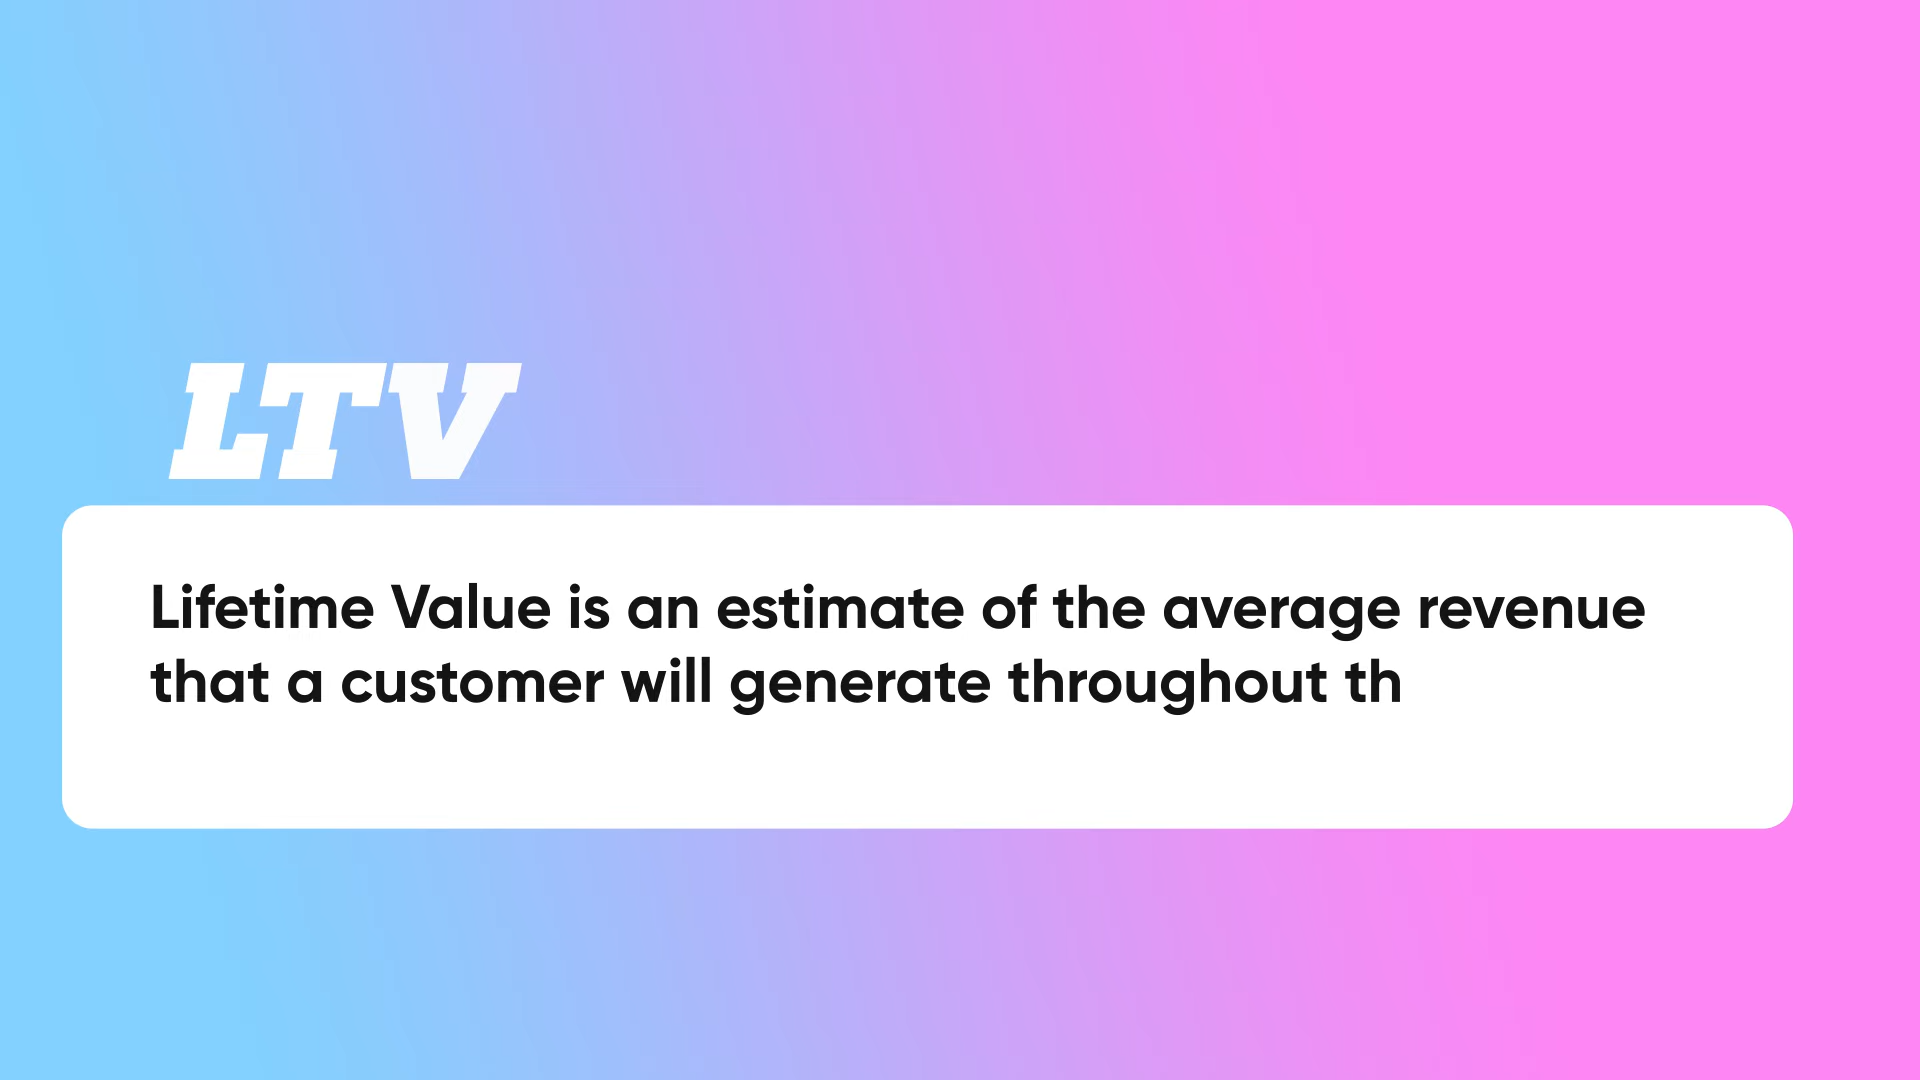 LTV
Lifetime Value is an estimate of the average revenue
that a customer will generate throughout th